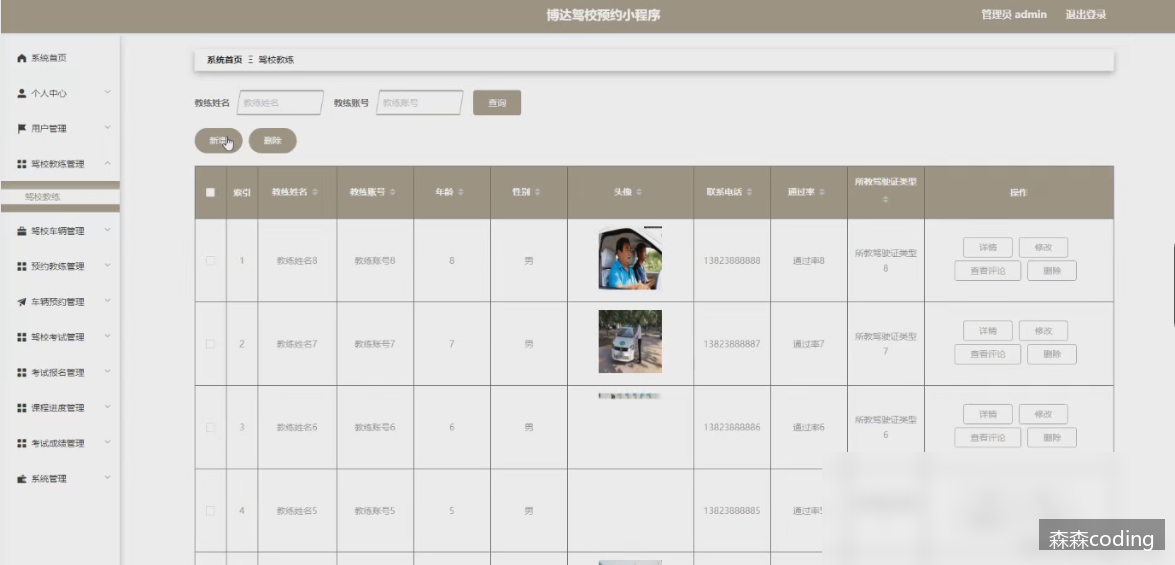 博达驾校预约小程序
管理员 admin 退出登录
系统首页
个人中心
用户管理
驾校教练管理
驾校教练
驾校车辆管理
预约教练管理
车辆预约管理
驾校考试管理
考试报名管理
课程进度管理
考试成绩管理
系统管理
系统首页 Ξ 驾校教练
教练姓名 教练姓名 教练账号 教练账号 查询
新增 删除
索引 教练姓名 教练账号 年龄 性别 头像 联系电话 通过率 所教驾驶证类型 操作
1 教练姓名8 教练账号8 8 男 13823888888 通过率8 所教驾驶证类型
8
详情 修改
查看评论 删除
2 教练姓名7 教练账号7 7 男 13823888887 通过率7 所教驾驶证类型
7
详情 修改
查看评论 删除
3 教练姓名6 教练账号6 6 男 13823888886 通过率6 所教驾驶证类型
6
详情 修改
查看评论 删除
4 教练姓名5 教练账号5 5 男 13823888885 通过率5
森森coding